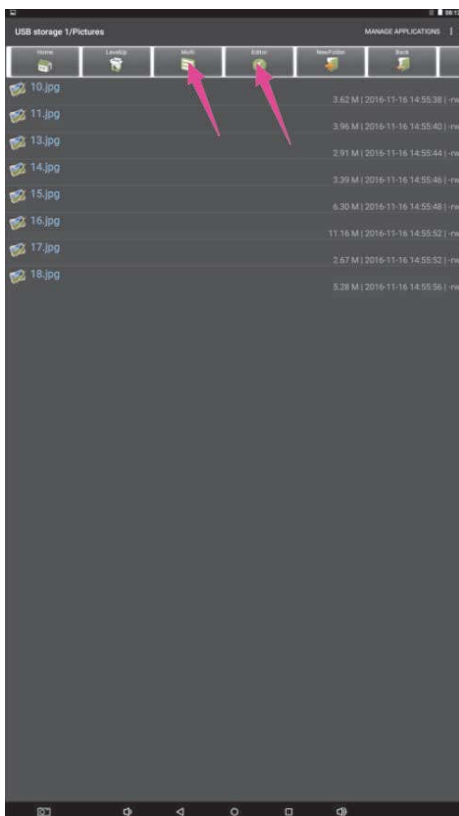 08:12
USB storage 1/Pictures
MANAGE APPLICATIONS
Home
LevelUp
Multi
Editor
NewFolder
Back
10.jpg
3.62 M | 2016-11-16 14:55:38 | -rw
11.jpg
3.96 M | 2016-11-16 14:55:40 | -rw
13.jpg
2.91 M | 2016-11-16 14:55:44 | -rw
14.jpg
3.39 M | 2016-11-16 14:55:46 | -rw
15.jpg
6.30 M | 2016-11-16 14:55:48 | -rw
16.jpg
11.16 M | 2016-11-16 14:55:52 | -rw
17.jpg
2.67 M | 2016-11-16 14:55:52 | -rw
18.jpg
5.28 M | 2016-11-16 14:55:56 | -rw